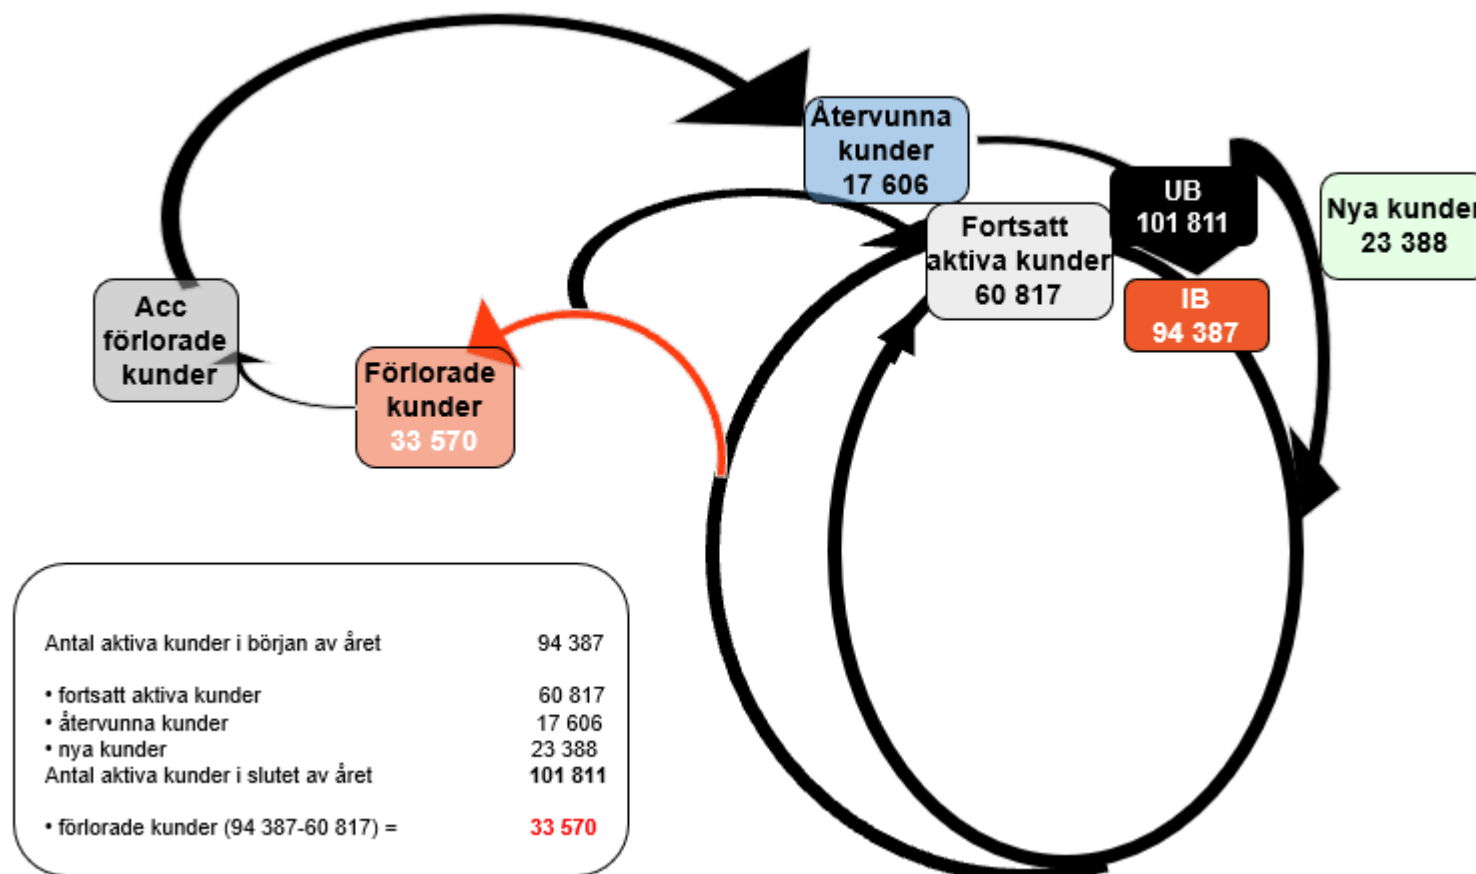 Återvunna
kunder
17 606
UB
101 811
Nya kunder
23 388
Fortsatt
aktiva kunder
60 817
IB
94 387
Acc
förlorade
kunder
Förlorade
kunder
33 570
Antal aktiva kunder i början av året 94 387
• fortsatt aktiva kunder 60 817
• återvunna kunder 17 606
• nya kunder 23 388
Antal aktiva kunder i slutet av året 101 811
• förlorade kunder (94 387-60 817) = 33 570